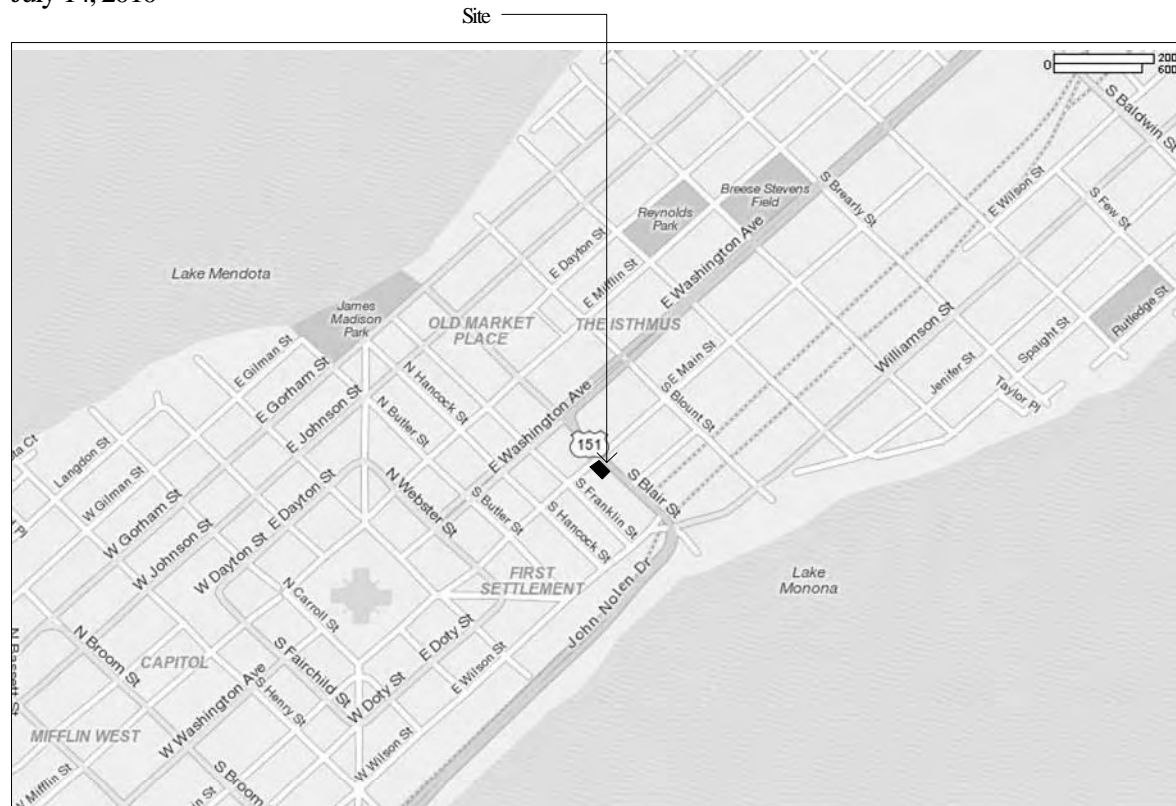 Site
0
200
600
S Baldwin St
S Brearly St
E Wilson St
S Few St
Breese Stevens
Field
Reynolds
Park
E Dayton St
E Mifflin St
E Washington Ave
Rutledge St
Lake Mendota
James
Madison
Park
OLD MARKET
PLACE
THE ISTHMUS
Williamson St
Spaight St
Jenifer St
Taylor Pl
E Gilman St
E Gorham St
E Johnson St
N Hancock St
N Butler St
E Main St
S Blount St
E Washington Ave
151
S Blair St
Langdon St
W Gilman St
W Gorham St
W Johnson St
E Dayton St
W Dayton St
N Webster St
S Butler St
S Franklin St
S Hancock St
FIRST
SETTLEMENT
John Nolen Dr
Lake
Monona
N Carroll St
E Doty St
E Wilson St
N Broom St
CAPITOL
S Fairchild St
S Henry St
W Doty St
W Washington Ave
W Wilson St
MIFFLIN WEST
W Mifflin St
S Broom